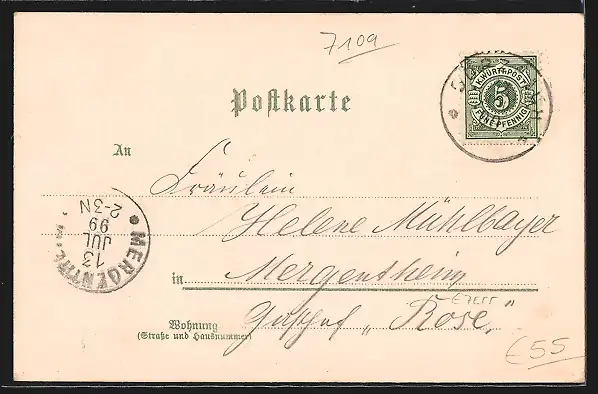 7109
K. WÜRTT. POST
5
FÜNF PFENNIG
Postkarte
An
Fräulein
Helene Mühlbayer
in Mergentheim
Wohnung
(Straße und Hausnummer)
Gasthof „Rose“
MERGENTHE
13
JUL
99
2-3N
€55